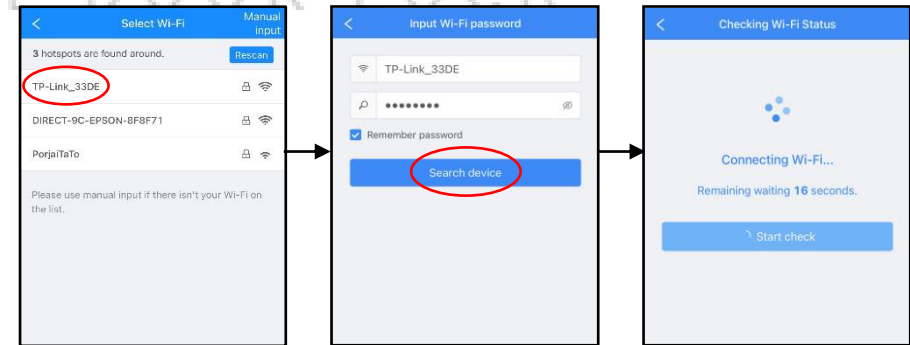 Select Wi-Fi
Manual
input
3 hotspots are found around.
Rescan
TP-Link_33DE
DIRECT-9C-EPSON-8F8F71
PorjaiTaTo
Please use manual input if there isn't your Wi-Fi on
the list.
Input Wi-Fi password
TP-Link_33DE
●●●●●●●●
Remember password
Search device
Checking Wi-Fi Status
Connecting Wi-Fi...
Remaining waiting 16 seconds.
Start check